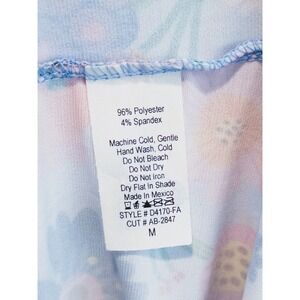 96% Polyester
4% Spandex
Machine Cold, Gentle
Hand Wash, Cold
Do Not Bleach
Do Not Dry
Do Not Iron
Dry Flat In Shade
Made In Mexico
STYLE # D4170-FA
CUT # AB-2847
M